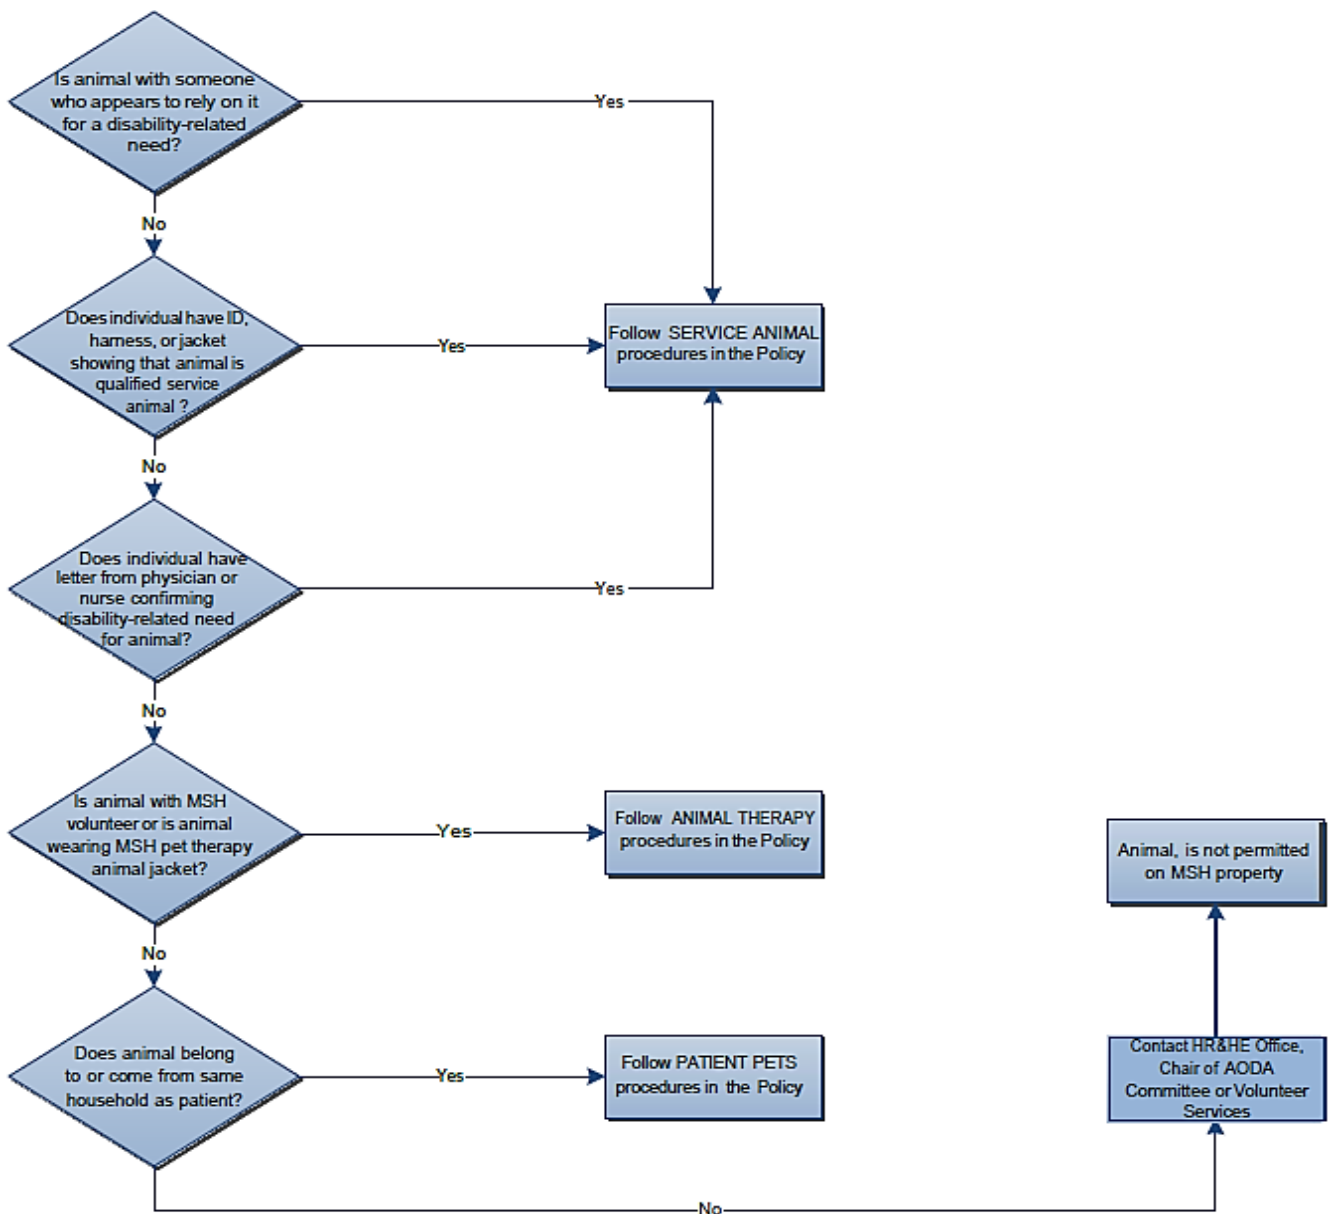 Is animal with someone
who appears to rely on it
for a disability-related
need?
Yes
No
Does individual have ID,
harness, or jacket
showing that animal is
qualified service
animal ?
Yes
Follow SERVICE ANIMAL
procedures in the Policy
No
Does individual have
letter from physician or
nurse confirming
disability-related need
for animal?
Yes
No
Is animal with MSH
volunteer or is animal
wearing MSH pet therapy
animal jacket?
Yes
Follow ANIMAL THERAPY
procedures in the Policy
Animal, is not permitted
on MSH property
No
Does animal belong
to or come from same
household as patient?
Yes
Follow PATIENT PETS
procedures in the Policy
Contact HR&HE Office,
Chair of AODA
Committee or Volunteer
Services
No